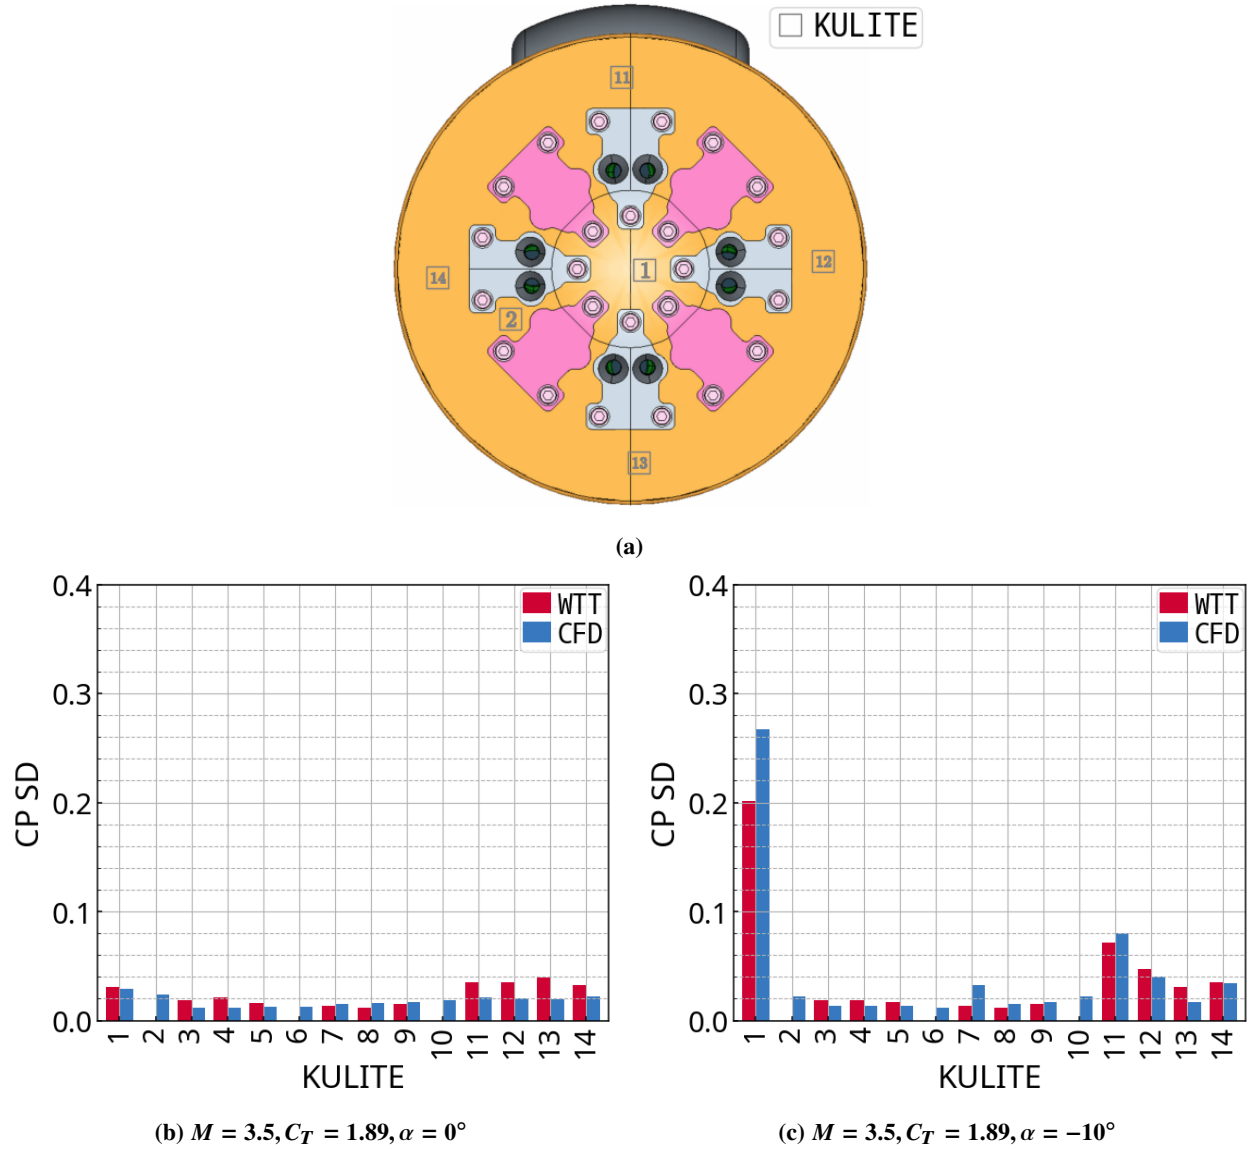 KULITE
11
1
12
14
2
13
(a)
0.4
0.3
0.2
0.1
0.0
CP SD
WTT
CFD
1 2 3 4 5 6 7 8 9 10 11 12 13 14
KULITE
(b) M = 3.5, C_T = 1.89, α = 0°
0.4
0.3
0.2
0.1
0.0
CP SD
WTT
CFD
1 2 3 4 5 6 7 8 9 10 11 12 13 14
KULITE
(c) M = 3.5, C_T = 1.89, α = −10°